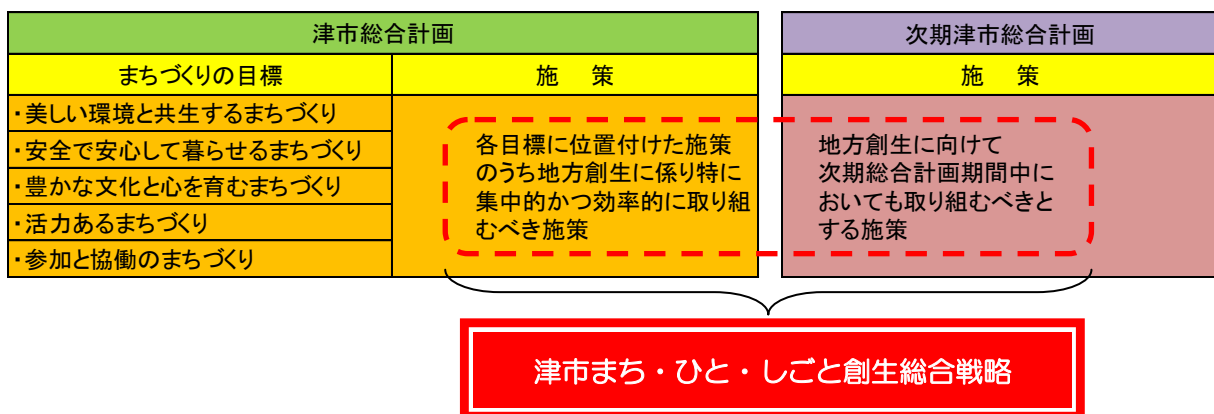 津市総合計画
まちづくりの目標
施　策
・美しい環境と共生するまちづくり
・安全で安心して暮らせるまちづくり
・豊かな文化と心を育むまちづくり
・活力あるまちづくり
・参加と協働のまちづくり
各目標に位置付けた施策
のうち地方創生に係り特に
集中的かつ効率的に取り組
むべき施策
次期津市総合計画
施　策
地方創生に向けて
次期総合計画期間中に
おいても取り組むべきと
する施策
津市まち・ひと・しごと創生総合戦略